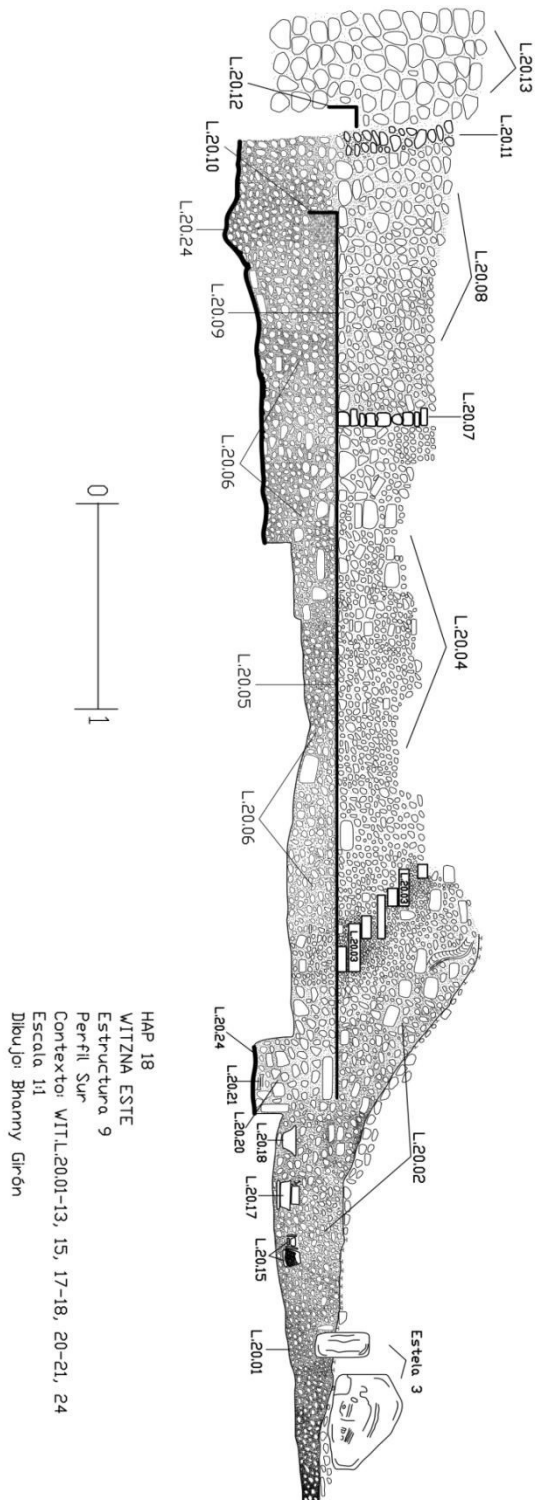 L.20.13
L.20.12
L.20.11
L.20.10
L.20.24
L.20.08
L.20.09
L.20.07
L.20.06
L.20.04
L.20.05
L.20.06
L.20.03
L.20.03
L.20.02
L.20.24
L.20.21
L.20.20
L.20.18
L.20.17
L.20.15
L.20.01
Estela 3
0 1
HAP 18
WITZNA ESTE
Estructura 9
Perfil Sur
Contexto: WIT.L.20.01-13, 15, 17-18, 20-21, 24
Escala 1:1
Dibujo: Bhanny Girón